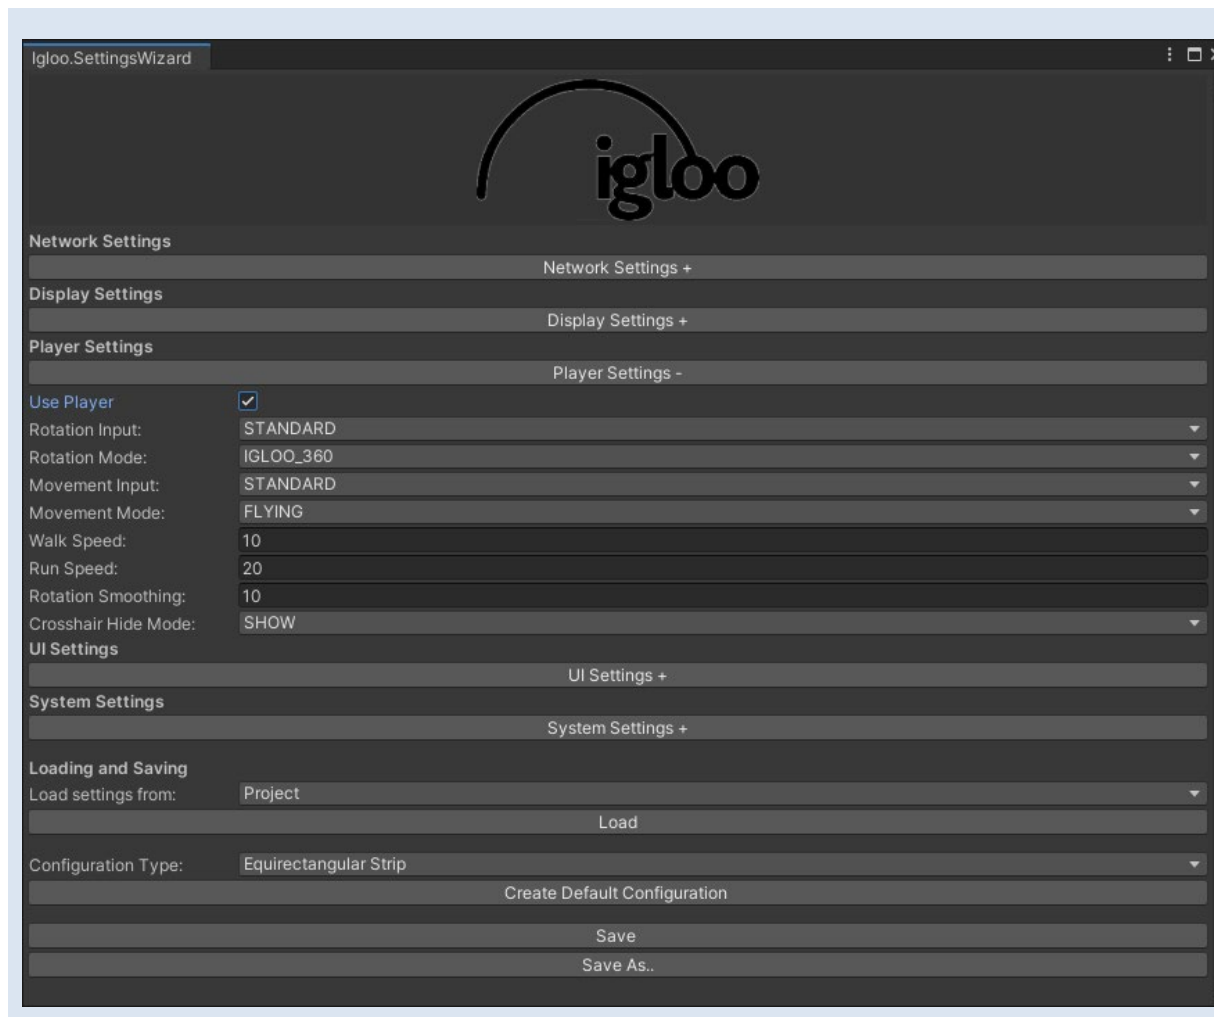 Igloo.SettingsWizard
igloo
Network Settings
Network Settings +
Display Settings
Display Settings +
Player Settings
Player Settings -
Use Player
Rotation Input: STANDARD
Rotation Mode: IGLOO_360
Movement Input: STANDARD
Movement Mode: FLYING
Walk Speed: 10
Run Speed: 20
Rotation Smoothing: 10
Crosshair Hide Mode: SHOW
UI Settings
UI Settings +
System Settings
System Settings +
Loading and Saving
Load settings from: Project
Load
Configuration Type: Equirectangular Strip
Create Default Configuration
Save
Save As..